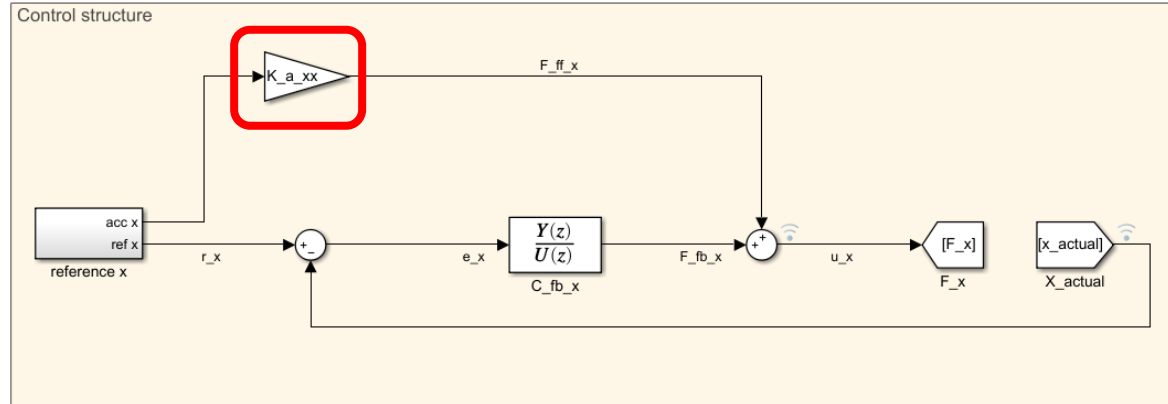 Control structure
K_a_xx
F_ff_x
acc x
ref x
reference x
r_x
+
-
e_x
Y(z)
U(z)
C_fb_x
F_fb_x
+
+
u_x
[F_x]
F_x
[x_actual]
X_actual